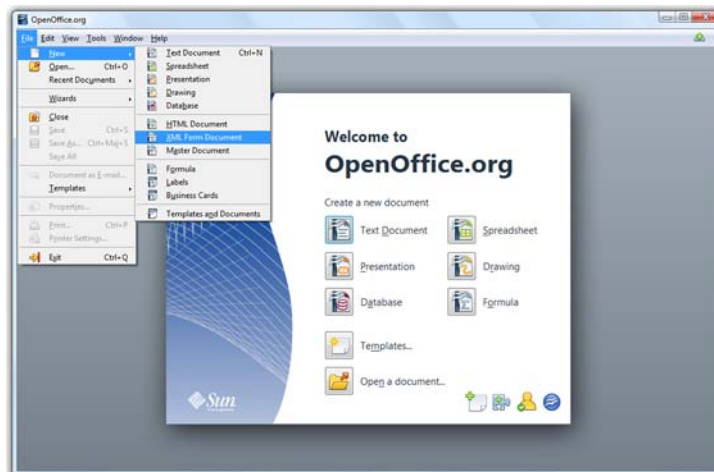 OpenOffice.org
File Edit View Tools Window Help
New
Open... Ctrl+O
Recent Documents
Wizards
Close
Save Ctrl+S
Save As... Ctrl+Maj+S
Save All
Document as E-mail...
Templates
Properties...
Print... Ctrl+P
Printer Settings...
Exit Ctrl+Q
Text Document Ctrl+N
Spreadsheet
Presentation
Drawing
Database
HTML Document
XML Form Document
Master Document
Formula
Labels
Business Cards
Templates and Documents
Welcome to
OpenOffice.org
Create a new document
Text Document Spreadsheet
Presentation Drawing
Database Formula
Templates...
Open a document...
Sun